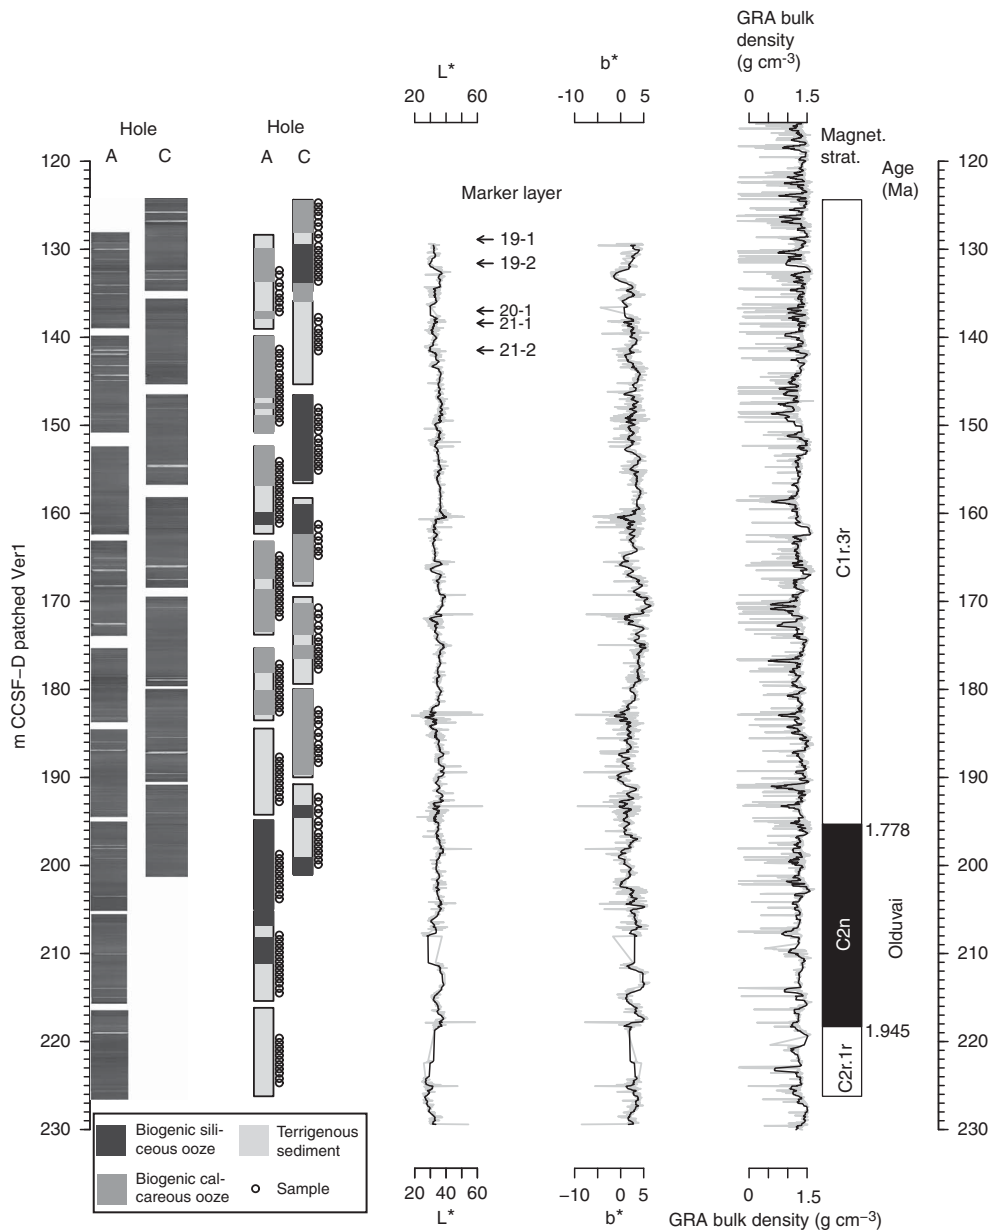 GRA bulk
density
(g cm-3)
L*
b*
20 60
-10 0 5
0 1.5
Hole
A C
Hole
A C
Magnet.
strat.
Age
(Ma)
Marker layer
19-1
19-2
20-1
21-1
21-2
m CCSF-D patched Ver1
120
130
140
150
160
170
180
190
200
210
220
230
C1r.3r
C2n
C2r.1r
Olduvai
1.778
1.945
120
130
140
150
160
170
180
190
200
210
220
230
Biogenic sili-
ceous ooze
Terrigenous
sediment
Biogenic cal-
careous ooze
Sample
20 40 60
L*
−10 0 5
b*
0 1.5
GRA bulk density (g cm−3)